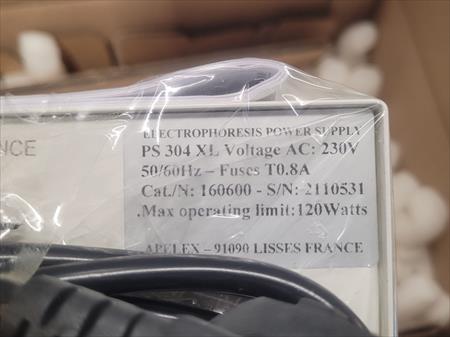 ELECTROPHORESIS POWER SUPPLY
PS 304 XL Voltage AC: 230V
50/60Hz – Fuses T0.8A
Cat./N: 160600 - S/N: 2110531
.Max operating limit:120Watts
APELEX – 91090 LISSES FRANCE